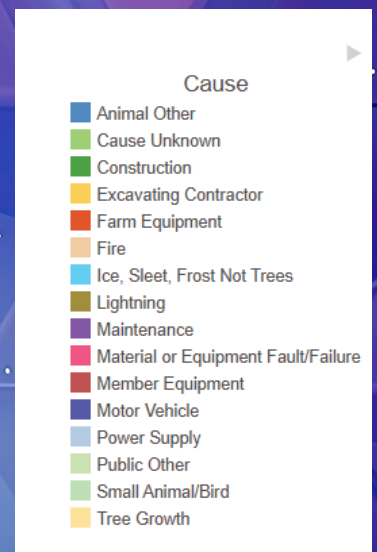 Cause
Animal Other
Cause Unknown
Construction
Excavating Contractor
Farm Equipment
Fire
Ice, Sleet, Frost Not Trees
Lightning
Maintenance
Material or Equipment Fault/Failure
Member Equipment
Motor Vehicle
Power Supply
Public Other
Small Animal/Bird
Tree Growth